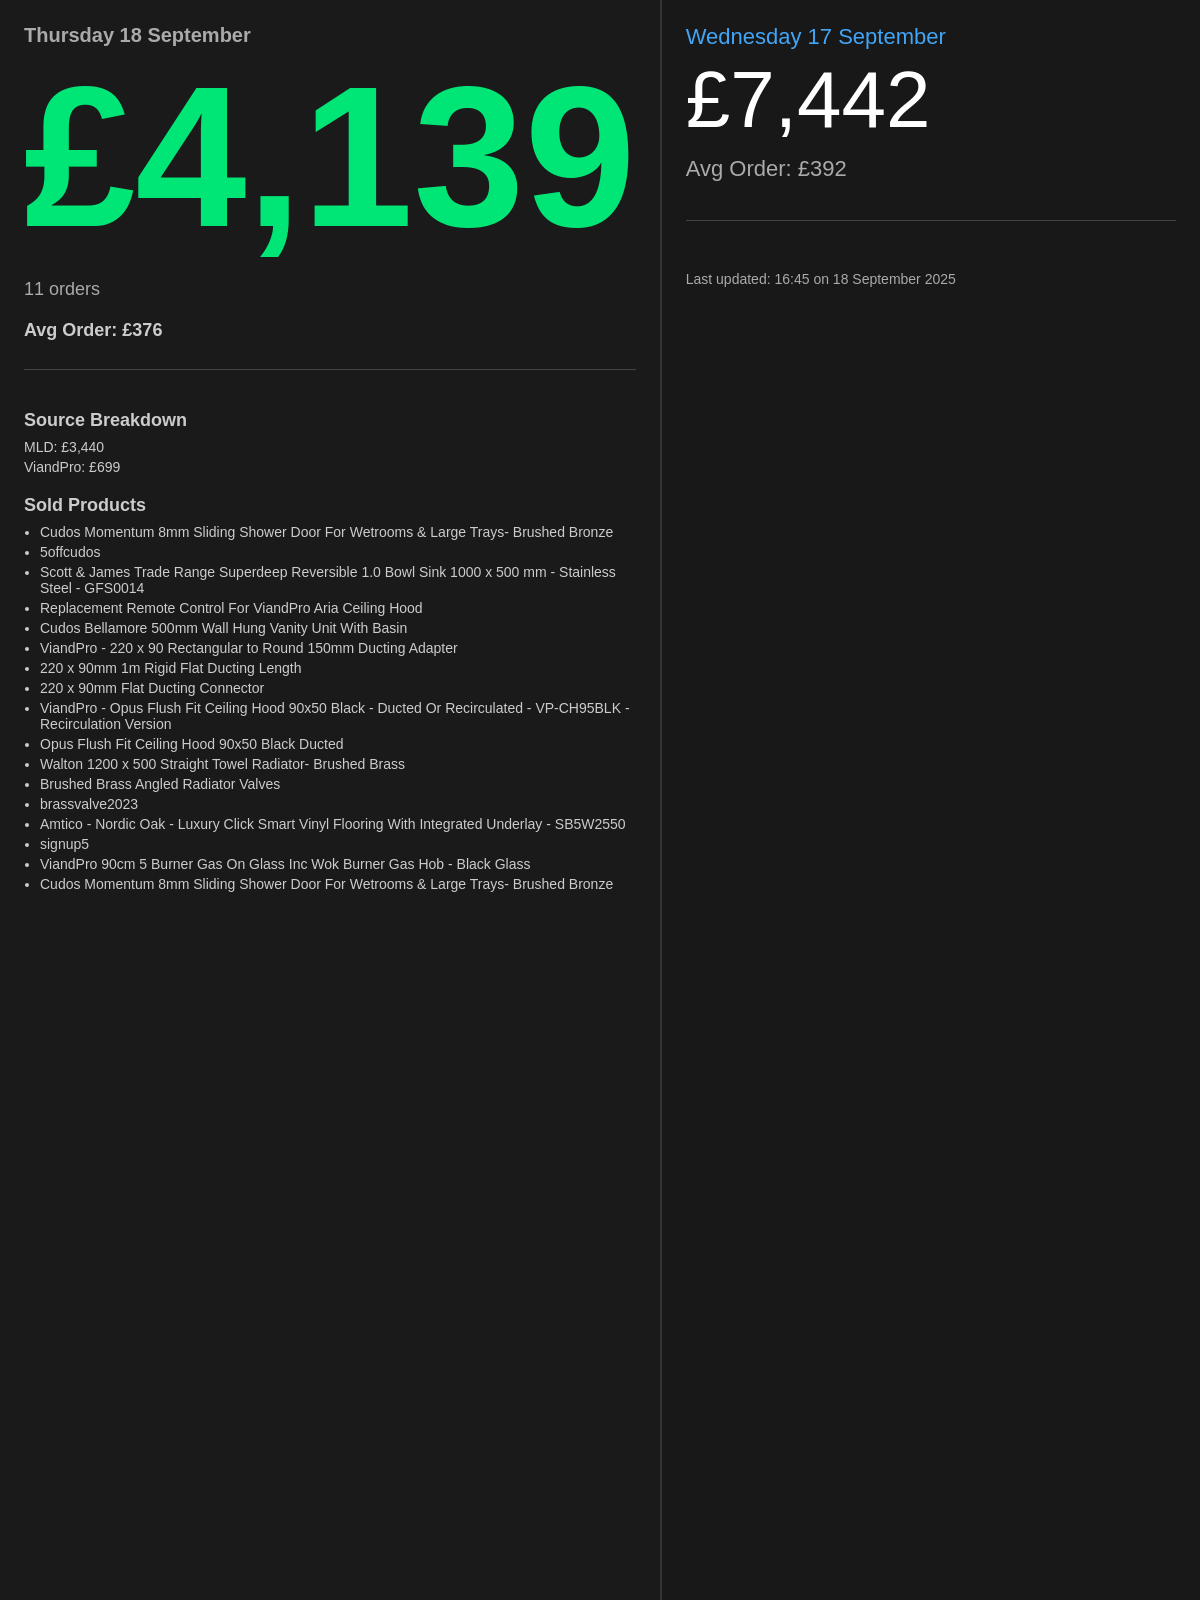 Thursday 18 September
£4,139
11 orders
Avg Order: £376
Source Breakdown
MLD: £3,440
ViandPro: £699
Sold Products
• Cudos Momentum 8mm Sliding Shower Door For Wetrooms & Large Trays- Brushed Bronze
• 5offcudos
• Scott & James Trade Range Superdeep Reversible 1.0 Bowl Sink 1000 x 500 mm - Stainless
Steel - GFS0014
• Replacement Remote Control For ViandPro Aria Ceiling Hood
• Cudos Bellamore 500mm Wall Hung Vanity Unit With Basin
• ViandPro - 220 x 90 Rectangular to Round 150mm Ducting Adapter
• 220 x 90mm 1m Rigid Flat Ducting Length
• 220 x 90mm Flat Ducting Connector
• ViandPro - Opus Flush Fit Ceiling Hood 90x50 Black - Ducted Or Recirculated - VP-CH95BLK -
Recirculation Version
• Opus Flush Fit Ceiling Hood 90x50 Black Ducted
• Walton 1200 x 500 Straight Towel Radiator- Brushed Brass
• Brushed Brass Angled Radiator Valves
• brassvalve2023
• Amtico - Nordic Oak - Luxury Click Smart Vinyl Flooring With Integrated Underlay - SB5W2550
• signup5
• ViandPro 90cm 5 Burner Gas On Glass Inc Wok Burner Gas Hob - Black Glass
• Cudos Momentum 8mm Sliding Shower Door For Wetrooms & Large Trays- Brushed Bronze
Wednesday 17 September
£7,442
Avg Order: £392
Last updated: 16:45 on 18 September 2025